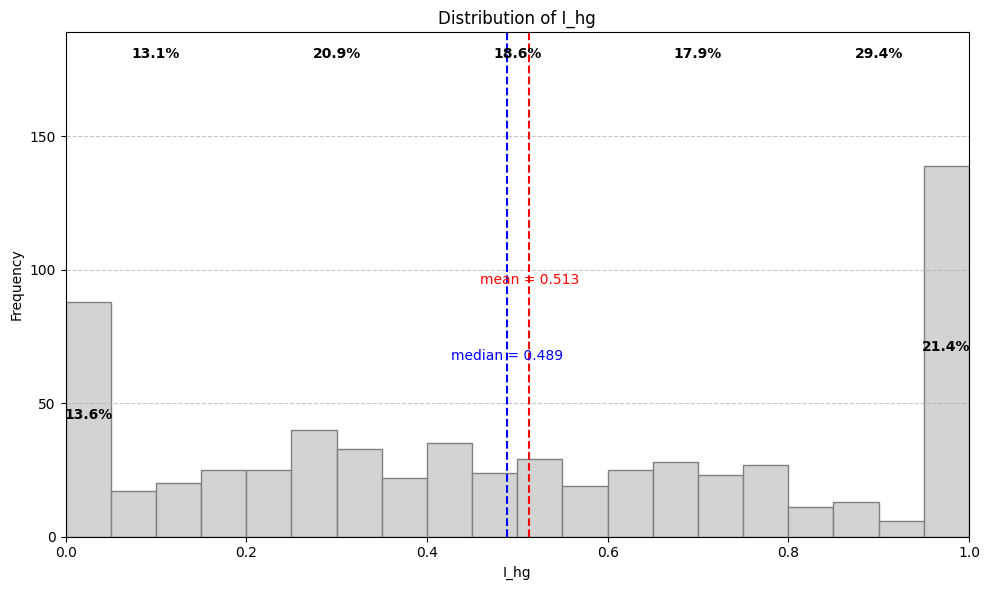 Distribution of I_hg
13.1% 20.9% 18.6% 17.9% 29.4%
150
mean = 0.513
100
Frequency
median = 0.489
21.4%
50
13.6%
0
0.0 0.2 0.4 0.6 0.8 1.0
I_hg